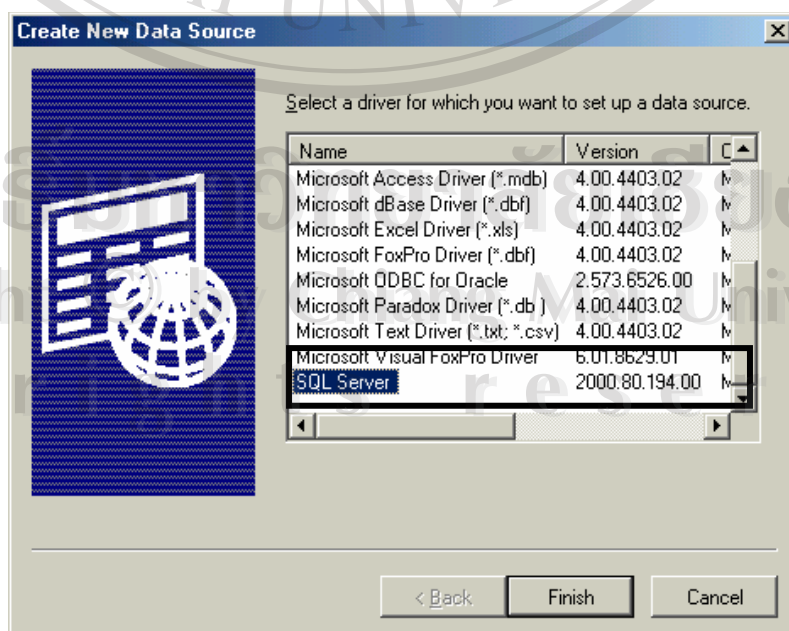 Create New Data Source
Select a driver for which you want to set up a data source.
Name Version
Microsoft Access Driver (*.mdb) 4.00.4403.02
Microsoft dBase Driver (*.dbf) 4.00.4403.02
Microsoft Excel Driver (*.xls) 4.00.4403.02
Microsoft FoxPro Driver (*.dbf) 4.00.4403.02
Microsoft ODBC for Oracle 2.573.6526.00
Microsoft Paradox Driver (*.db ) 4.00.4403.02
Microsoft Text Driver (*.txt; *.csv) 4.00.4403.02
Microsoft Visual FoxPro Driver 6.01.8629.01
SQL Server 2000.80.194.00
< Back Finish Cancel